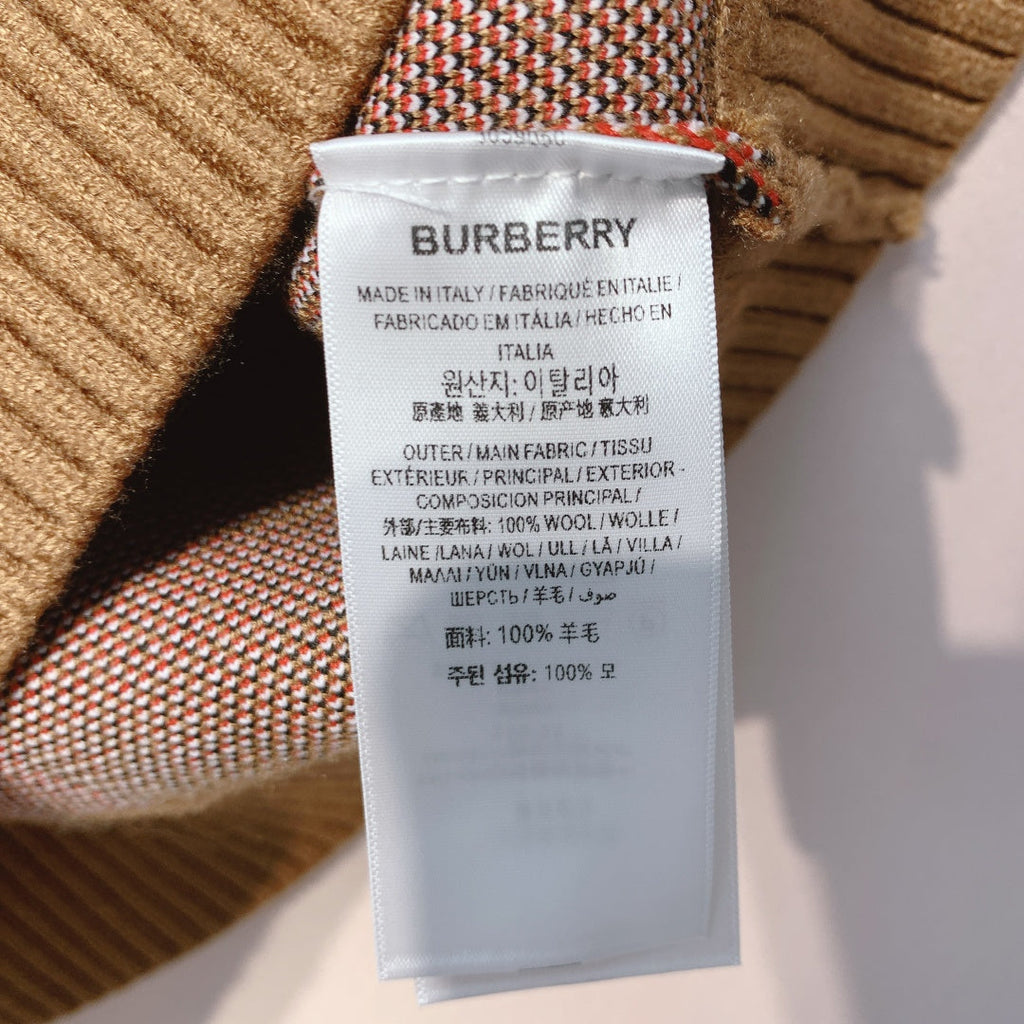 BURBERRY
MADE IN ITALY / FABRIQUÉ EN ITALIE /
FABRICADO EM ITÁLIA / HECHO EN
ITALIA
원산지: 이탈리아
原產地 義大利 / 原产地 意大利
OUTER / MAIN FABRIC / TISSU
EXTÉRIEUR / PRINCIPAL / EXTERIOR -
COMPOSICION PRINCIPAL /
外部/主要布料: 100% WOOL / WOLLE /
LAINE /LANA / WOL / ULL / LÃ / VILLA /
ΜΑΛΛΙ / YÜN / VLNA / GYAPJÚ /
ШЕРСТЬ / 羊毛 / صوف
面料: 100% 羊毛
주된 섬유: 100% 모